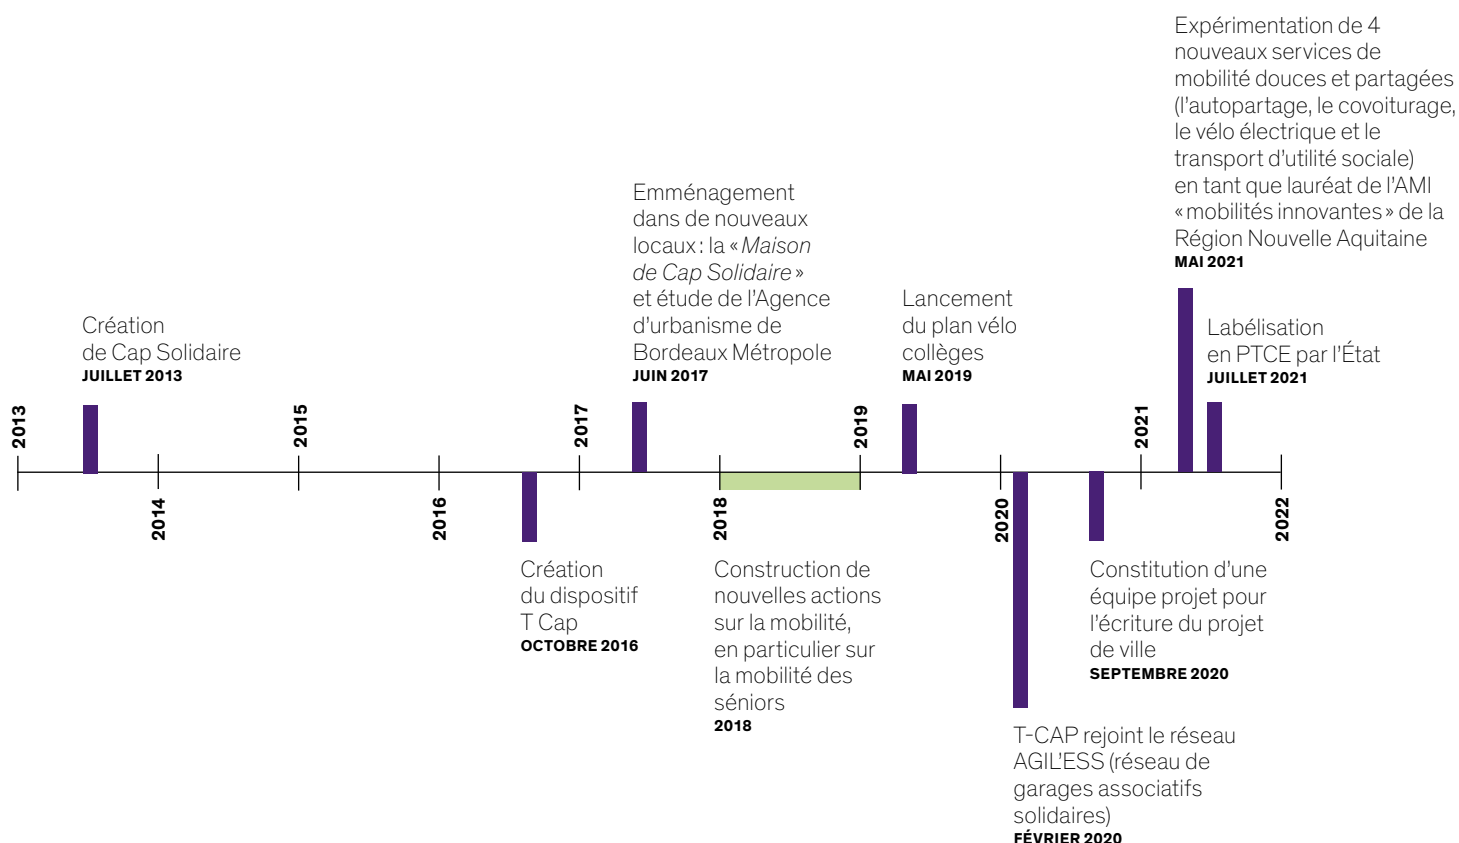 Expérimentation de 4
nouveaux services de
mobilité douces et partagées
(l'autopartage, le covoiturage,
le vélo électrique et le
transport d'utilité sociale)
en tant que lauréat de l'AMI
« mobilités innovantes » de la
Région Nouvelle Aquitaine
MAI 2021
Emménagement
dans de nouveaux
locaux : la « Maison
de Cap Solidaire »
et étude de l'Agence
d'urbanisme de
Bordeaux Métropole
JUIN 2017
Création
de Cap Solidaire
JUILLET 2013
Lancement
du plan vélo
collèges
MAI 2019
Labélisation
en PTCE par l'État
JUILLET 2021
2013
2015
2017
2019
2021
2014
2016
2018
2020
2022
Création
du dispositif
T Cap
OCTOBRE 2016
Construction de
nouvelles actions
sur la mobilité,
en particulier sur
la mobilité des
séniors
2018
Constitution d'une
équipe projet pour
l'écriture du projet
de ville
SEPTEMBRE 2020
T-CAP rejoint le réseau
AGIL'ESS (réseau de
garages associatifs
solidaires)
FÉVRIER 2020